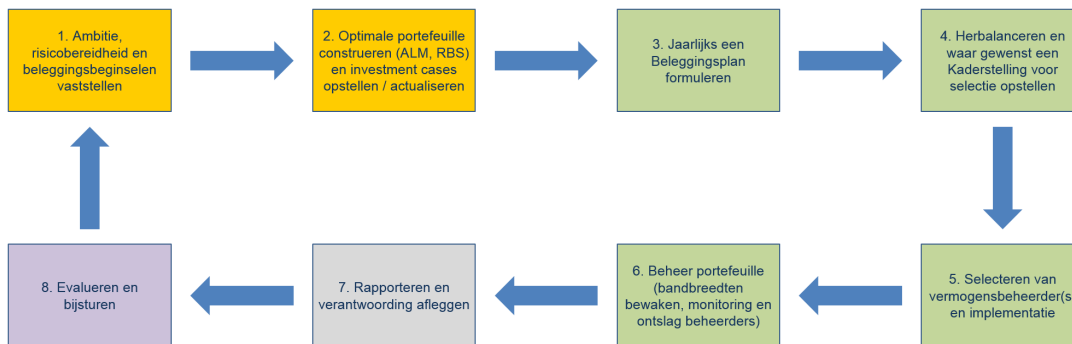 1. Ambitie,
risicobereidheid en
beleggingsbeginselen
vaststellen
2. Optimale portefeuille
construeren (ALM, RBS)
en investment cases
opstellen / actualiseren
3. Jaarlijks een
Beleggingsplan
formuleren
4. Herbalanceren en
waar gewenst een
Kaderstelling voor
selectie opstellen
8. Evalueren en
bijsturen
7. Rapporteren en
verantwoording afleggen
6. Beheer portefeuille
(bandbreedten
bewaken, monitoring en
ontslag beheerders)
5. Selecteren van
vermogensbeheerder(s
en implementatie